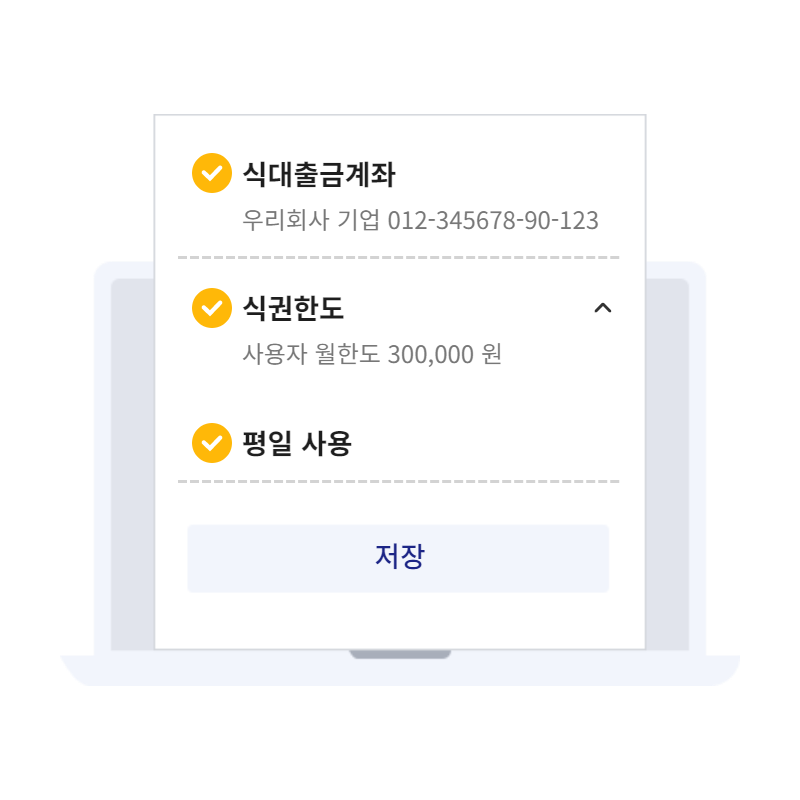 식대출금계좌
우리회사 기업 012-345678-90-123
식권한도
사용자 월한도 300,000 원
평일 사용
저장